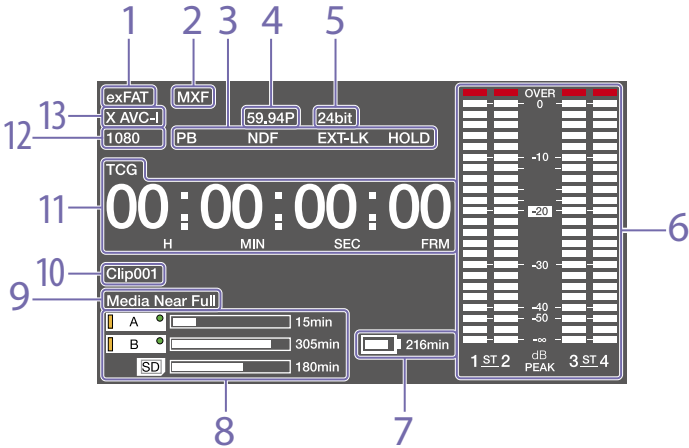 1 2 3 4 5
exFAT MXF
13 X AVC-I 59.94P 24bit
12 1080 PB NDF EXT-LK HOLD
TCG
11 00 : 00 : 00 : 00
H MIN SEC FRM
10 Clip001
9 Media Near Full
A 15min
B 305min
SD 180min
216min
OVER
0
-10
-20
-30
-40
-50
-∞
dB
PEAK
1 ST 2 3 ST 4
6
8 7